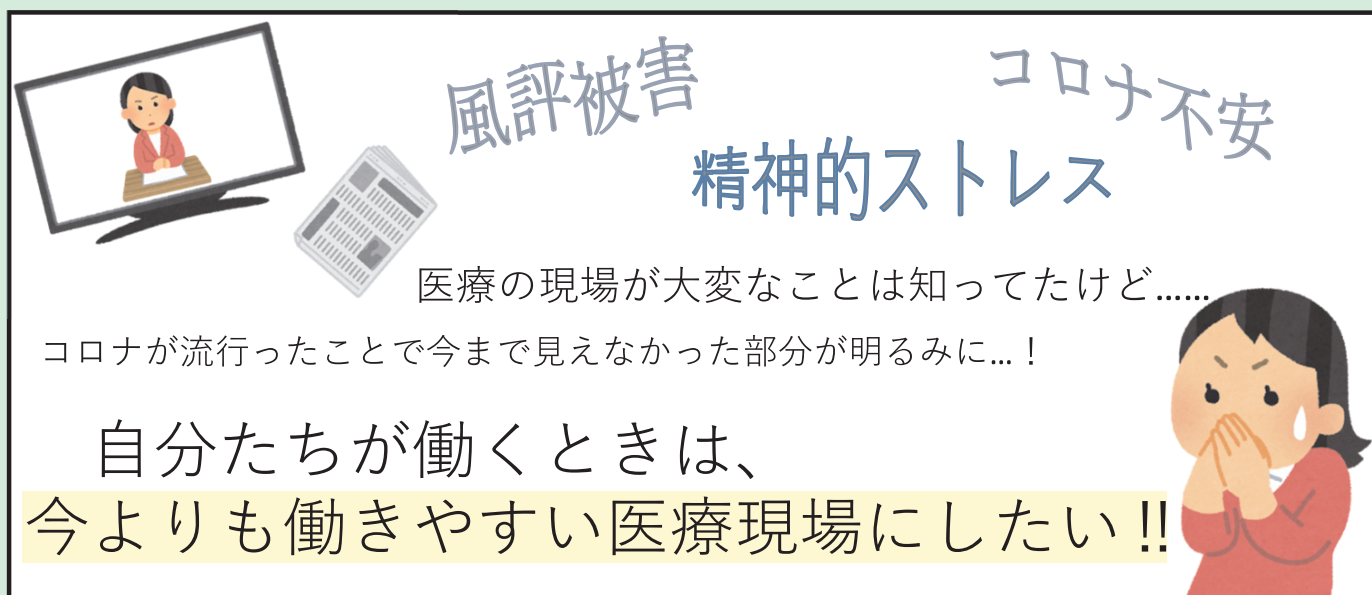 風評被害
コロナ不安
精神的ストレス
医療の現場が大変なことは知ってたけど……
コロナが流行ったことで今まで見えなかった部分が明るみに…！
自分たちが働くときは、
今よりも働きやすい医療現場にしたい!!